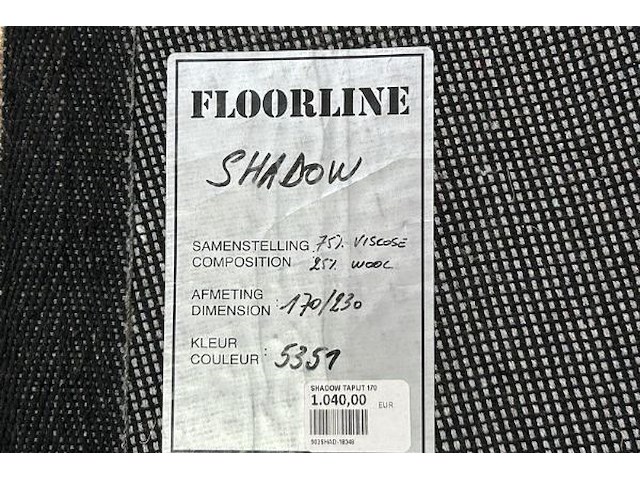 FLOORLINE
SHADOW
SAMENSTELLING 75% VISCOSE
COMPOSITION 25% WOOL
AFMETING
DIMENSION : 170/230
KLEUR
COULEUR : 5351
SHADOW TAPIJT 170
1.040,00 EUR